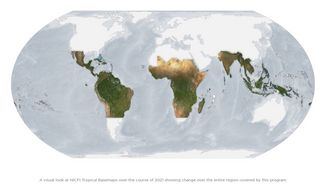 A visual look at NICFI Tropical Basemaps over the course of 2021 showing change over the entire region covered by this program.